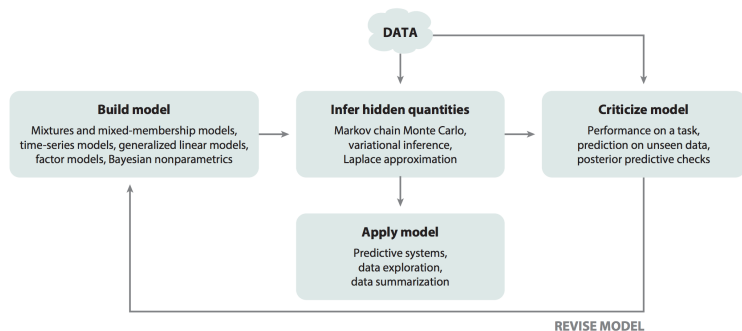 DATA
Build model
Mixtures and mixed-membership models,
time-series models, generalized linear models,
factor models, Bayesian nonparametrics
Infer hidden quantities
Markov chain Monte Carlo,
variational inference,
Laplace approximation
Criticize model
Performance on a task,
prediction on unseen data,
posterior predictive checks
Apply model
Predictive systems,
data exploration,
data summarization
REVISE MODEL